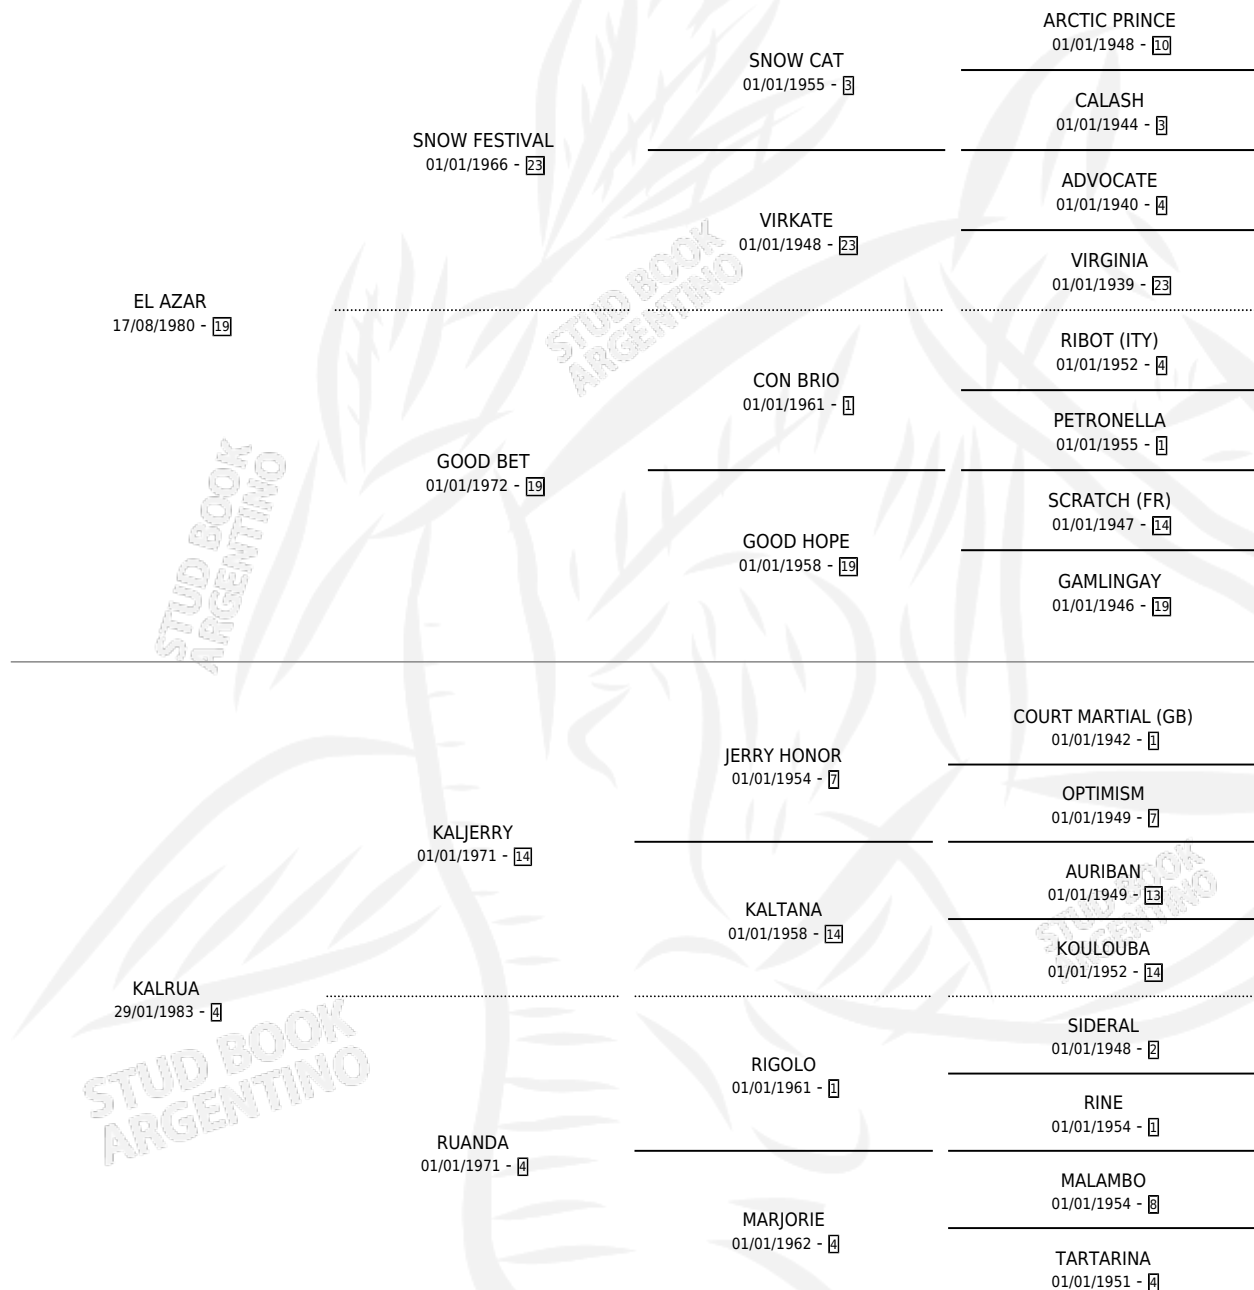 ARCTIC PRINCE
01/01/1948 - 10
SNOW CAT
01/01/1955 - 3
CALASH
01/01/1944 - 3
SNOW FESTIVAL
01/01/1966 - 23
ADVOCATE
01/01/1940 - 4
VIRKATE
01/01/1948 - 23
VIRGINIA
01/01/1939 - 23
EL AZAR
17/08/1980 - 19
STUD BOOK
ARGENTINO
RIBOT (ITY)
01/01/1952 - 4
CON BRIO
01/01/1961 - 1
PETRONELLA
01/01/1955 - 1
GOOD BET
01/01/1972 - 19
SCRATCH (FR)
01/01/1947 - 14
GOOD HOPE
01/01/1958 - 19
GAMLINGAY
01/01/1946 - 19
STUD BOOK
ARGENTINO
COURT MARTIAL (GB)
01/01/1942 - 1
JERRY HONOR
01/01/1954 - 7
OPTIMISM
01/01/1949 - 7
KALJERRY
01/01/1971 - 14
AURIBAN
01/01/1949 - 13
KALTANA
01/01/1958 - 14
STUD BOOK
ARGENTINO
KOULOUBA
01/01/1952 - 14
KALRUA
29/01/1983 - 4
SIDERAL
01/01/1948 - 2
RIGOLO
01/01/1961 - 1
RINE
01/01/1954 - 1
STUD BOOK
ARGENTINO
RUANDA
01/01/1971 - 4
MALAMBO
01/01/1954 - 8
MARJORIE
01/01/1962 - 4
TARTARINA
01/01/1951 - 4